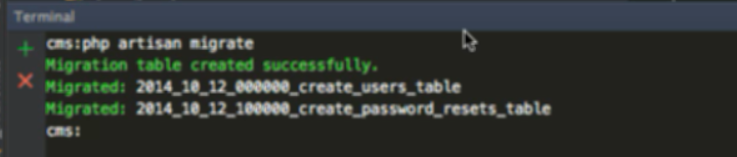 Terminal
cms:php artisan migrate
Migration table created successfully.
Migrated: 2014_10_12_000000_create_users_table
Migrated: 2014_10_12_100000_create_password_resets_table
cms: